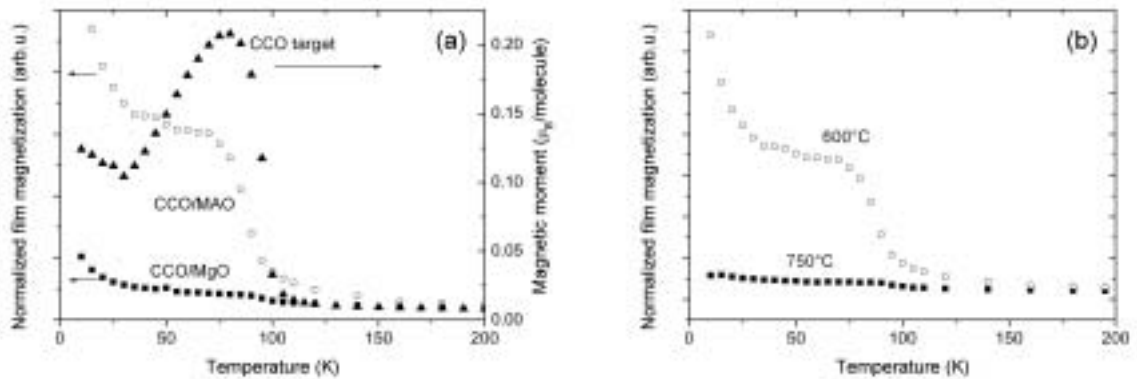 (a)
CCO target
CCO/MAO
CCO/MgO
Normalized film magnetization (arb.u.)
Magnetic moment (μB/molecule)
0.20
0.15
0.10
0.05
0.00
0 50 100 150 200
Temperature (K)
(b)
600°C
750°C
Normalized film magnetization (arb.u.)
0 50 100 150 200
Temperature (K)